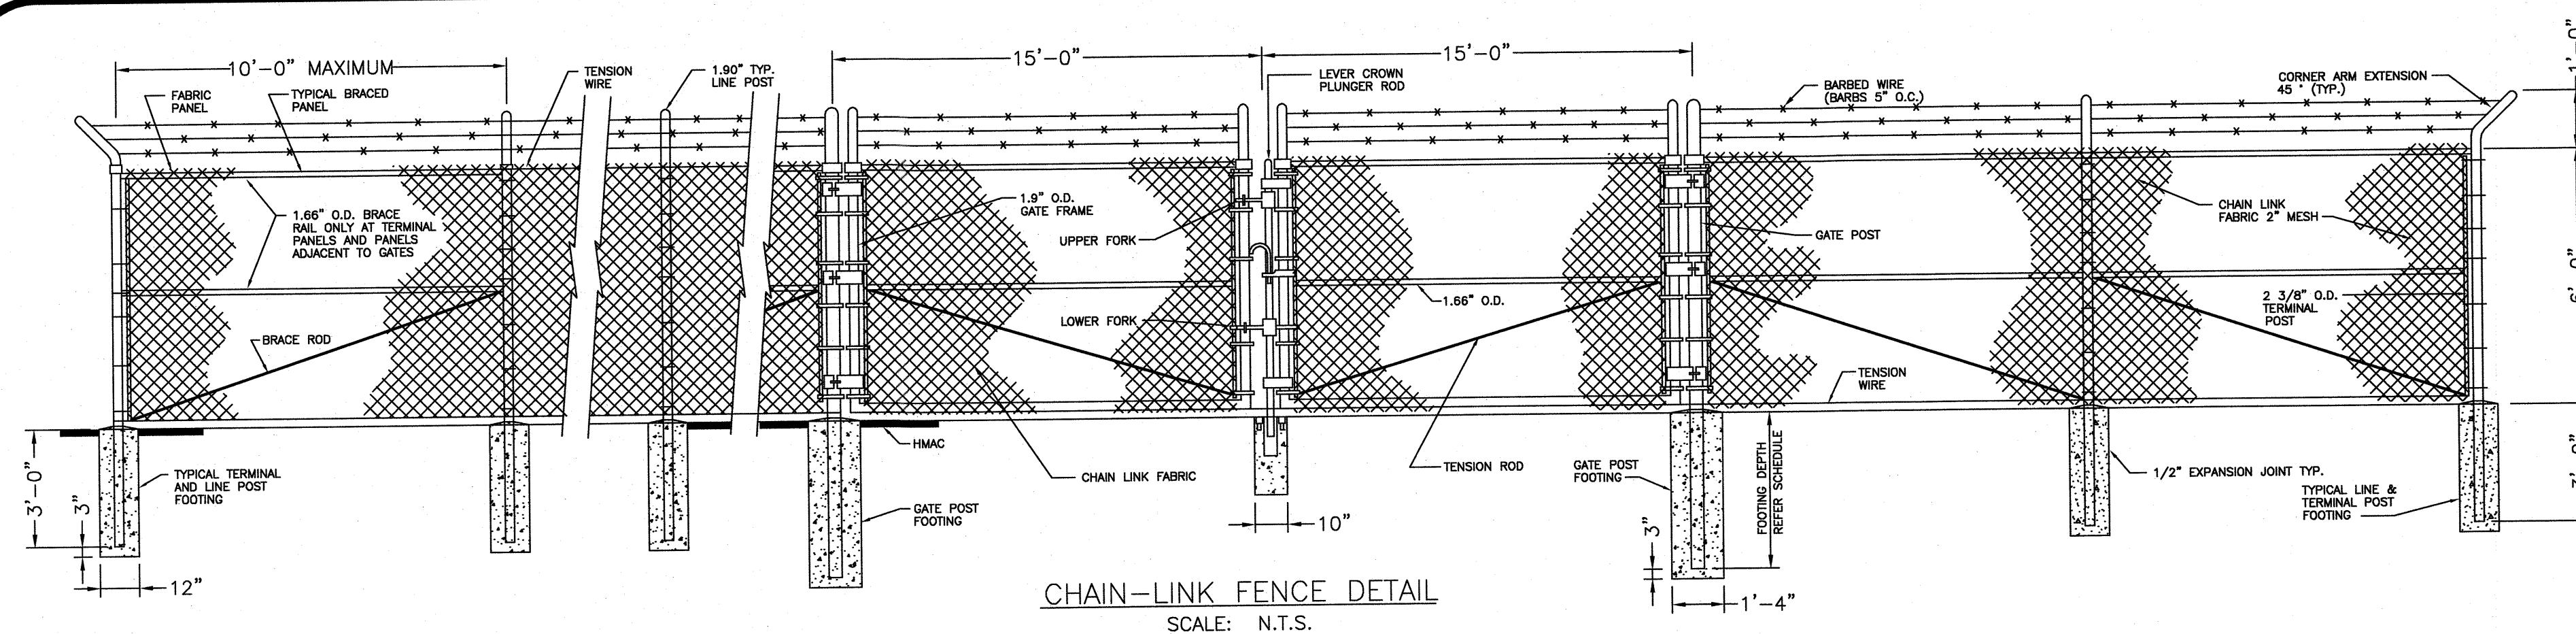 10'-0" MAXIMUM
15'-0"
15'-0"
1'-0"
FABRIC
PANEL
TYPICAL BRACED
PANEL
TENSION
WIRE
1.90" TYP.
LINE POST
LEVER CROWN
PLUNGER ROD
BARBED WIRE
(BARBS 5" O.C.)
CORNER ARM EXTENSION
45 ° (TYP.)
1.66" O.D. BRACE
RAIL ONLY AT TERMINAL
PANELS AND PANELS
ADJACENT TO GATES
1.9" O.D.
GATE FRAME
UPPER FORK
GATE POST
CHAIN LINK
FABRIC 2" MESH
6'-0"
1.66" O.D.
2 3/8" O.D.
TERMINAL
POST
LOWER FORK
BRACE ROD
TENSION
WIRE
HMAC
3'-0"
3"
TYPICAL TERMINAL
AND LINE POST
FOOTING
CHAIN LINK FABRIC
TENSION ROD
GATE POST
FOOTING
FOOTING DEPTH
REFER SCHEDULE
1/2" EXPANSION JOINT TYP.
TYPICAL LINE &
TERMINAL POST
FOOTING
GATE POST
FOOTING
10"
3"
12"
1'-4"
CHAIN-LINK FENCE DETAIL
SCALE: N.T.S.